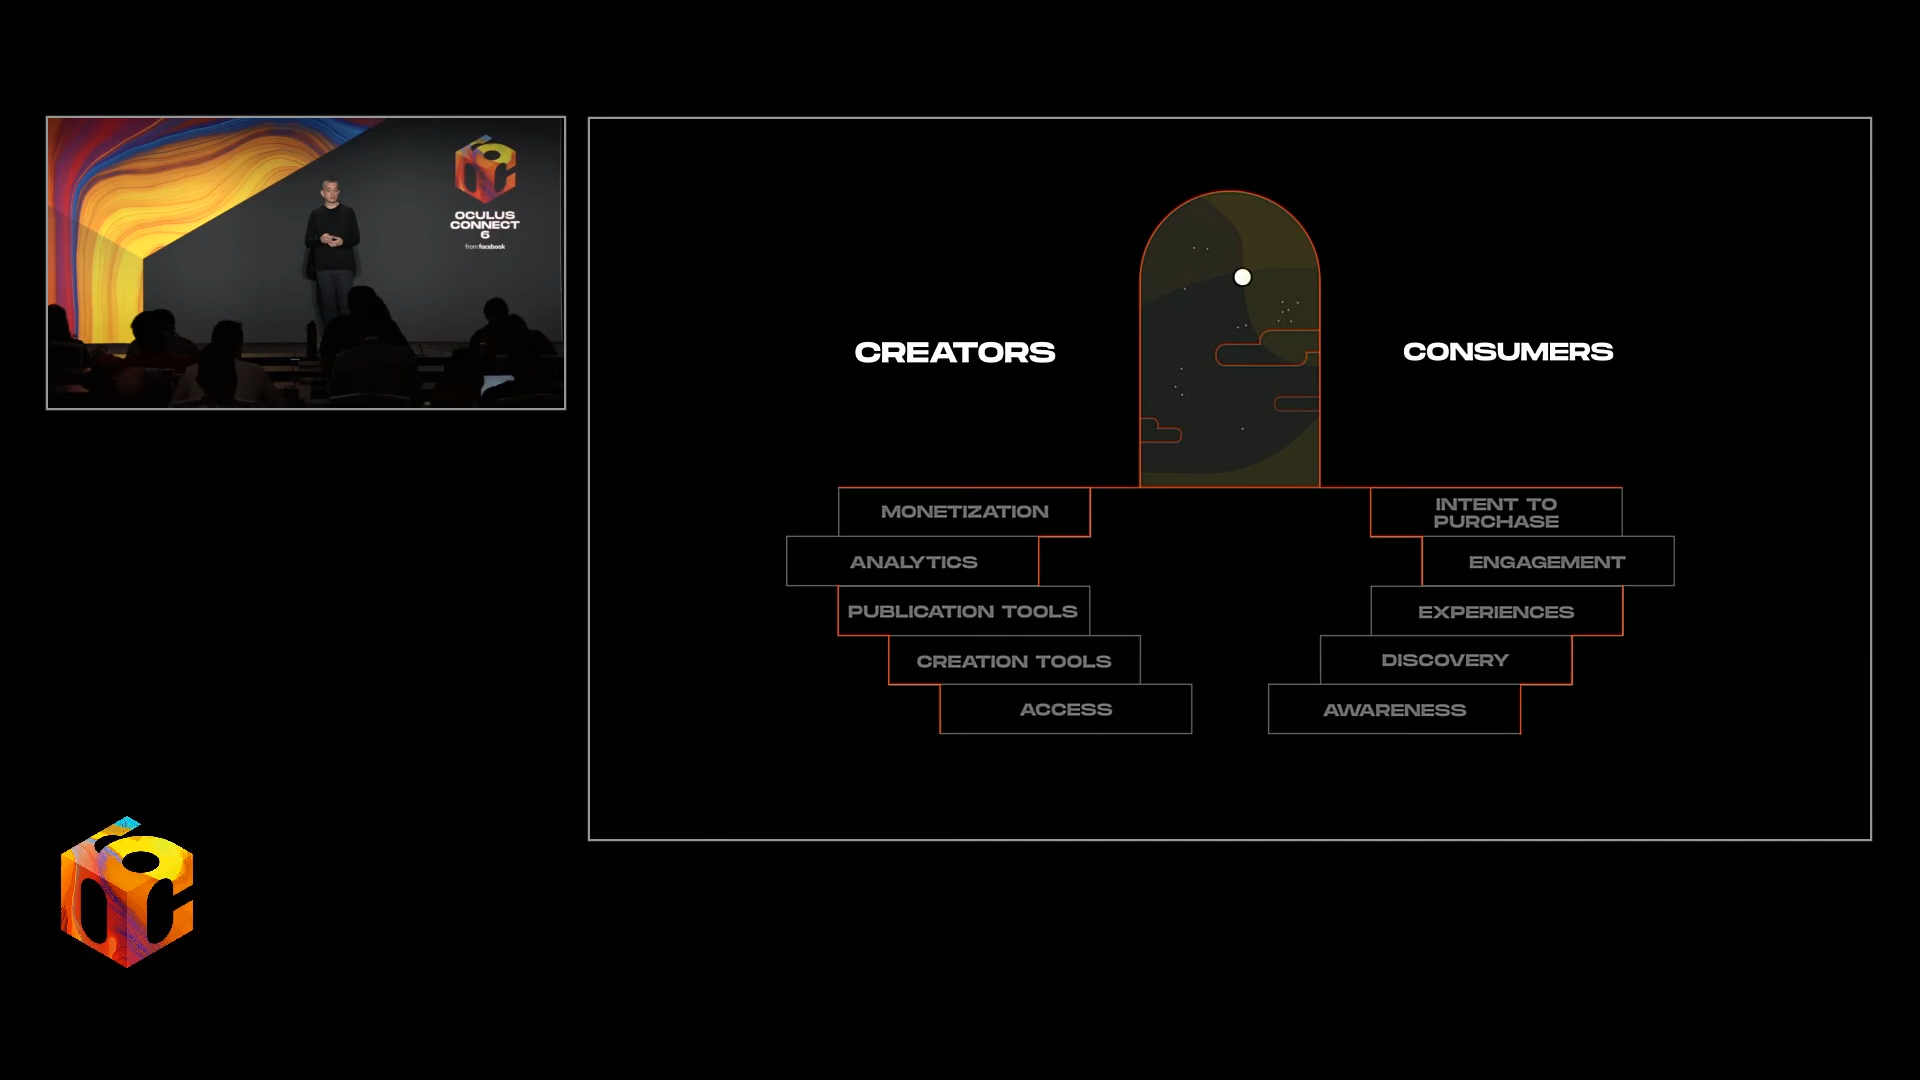 OCULUS
CONNECT
6
from facebook
CREATORS
CONSUMERS
MONETIZATION
ANALYTICS
PUBLICATION TOOLS
CREATION TOOLS
ACCESS
INTENT TO
PURCHASE
ENGAGEMENT
EXPERIENCES
DISCOVERY
AWARENESS